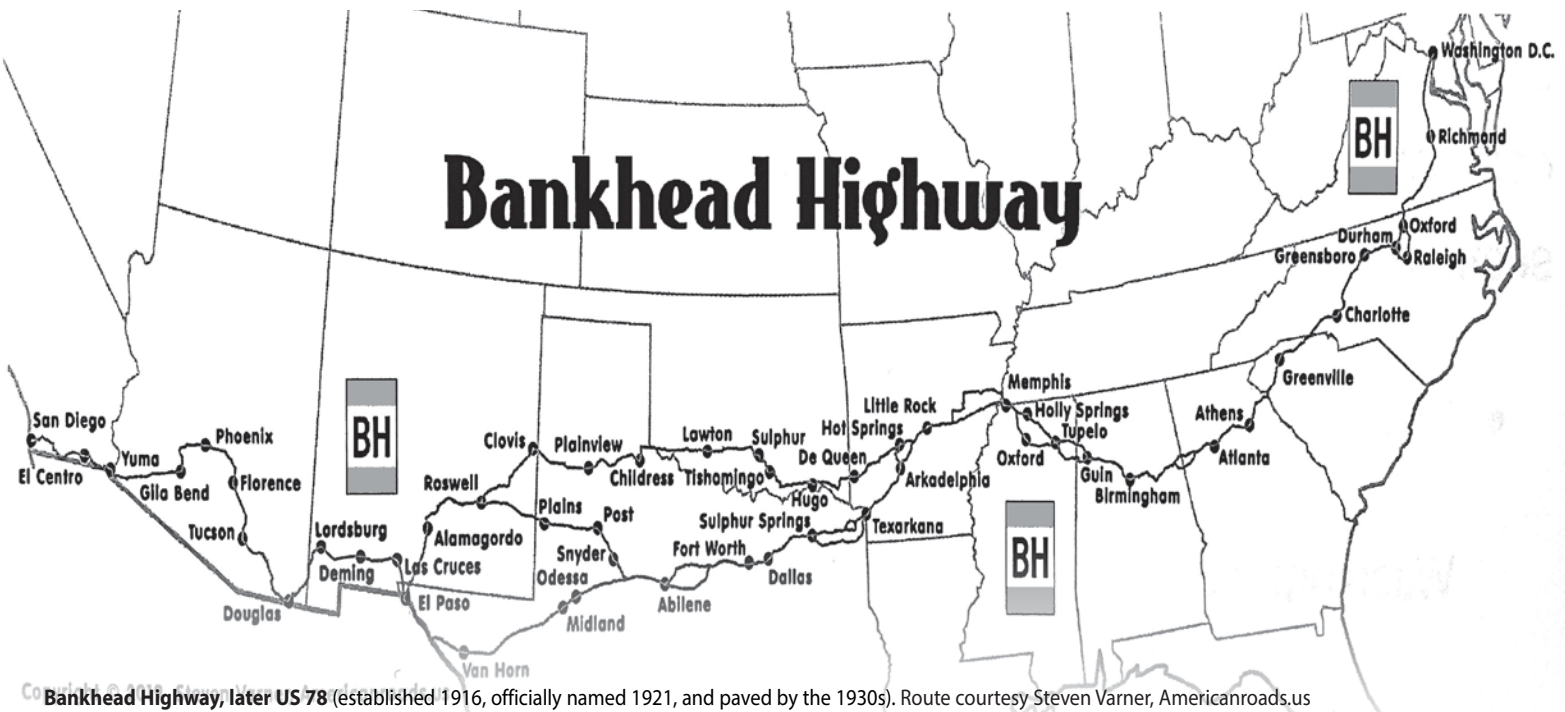 Washington D.C.
BH
Richmond
Bankhead Highway
Oxford
Durham
Greensboro
Raleigh
Charlotte
Greenville
Memphis
BH
Little Rock
Holly Springs
Athens
San Diego
Phoenix
Clovis
Plainview
Lawton
Sulphur
Hot Springs
Tupelo
Yuma
De Queen
Oxford
Atlanta
El Centro
Gila Bend
Florence
Roswell
Childress
Tishomingo
Arkadelphia
Guin
Birmingham
Hugo
Plains
Post
Sulphur Springs
Texarkana
Tucson
Lordsburg
Alamagordo
Snyder
Fort Worth
BH
Deming
Las Cruces
Odessa
Dallas
Douglas
El Paso
Abilene
Midland
Van Horn
Bankhead Highway, later US 78 (established 1916, officially named 1921, and paved by the 1930s). Route courtesy Steven Varner, Americanroads.us